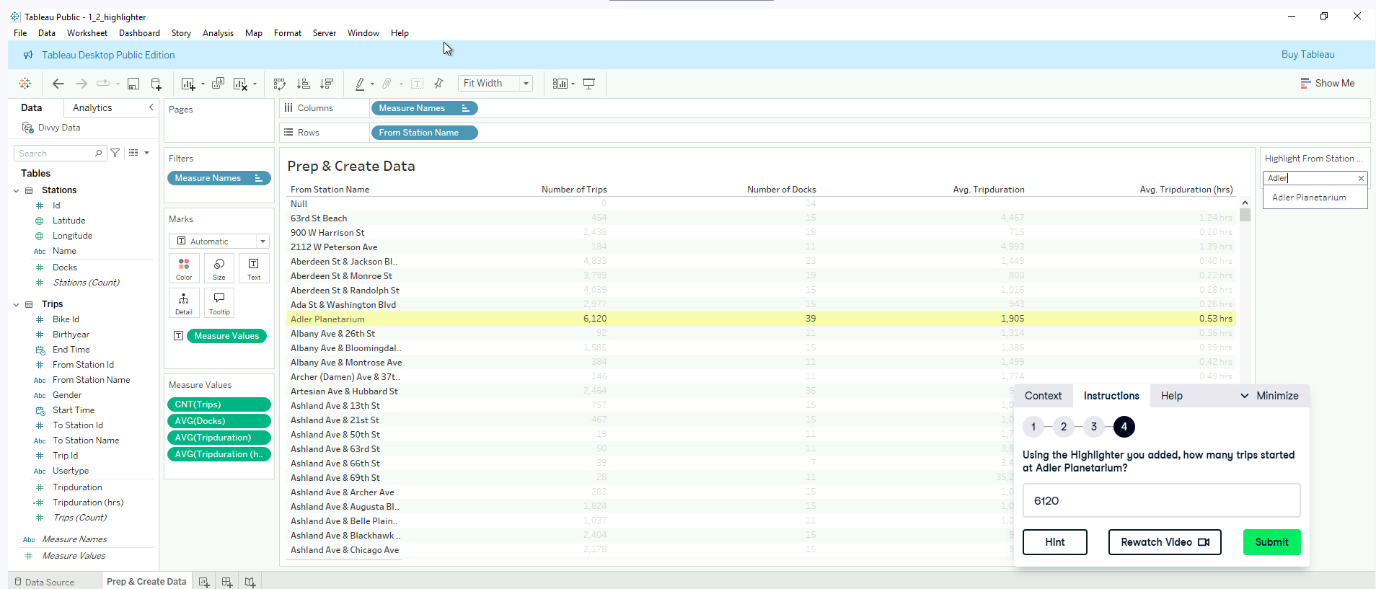 Tableau Public - 1_2_highlighter
File Data Worksheet Dashboard Story Analysis Map Format Server Window Help
Tableau Desktop Public Edition
Buy Tableau
Fit Width
Show Me
Data Analytics
Divvy Data
Search
Tables
Stations
Id
Latitude
Longitude
Abc Name
Docks
Stations (Count)
Trips
Bike Id
Birthyear
End Time
From Station Id
Abc From Station Name
Abc Gender
Start Time
To Station Id
Abc To Station Name
Trip Id
Abc Usertype
Tripduration
Tripduration (hrs)
Trips (Count)
Abc Measure Names
Measure Values
Pages
Filters
Measure Names
Marks
Automatic
Color Size Text
Detail Tooltip
Measure Values
Measure Values
CNT(Trips)
AVG(Docks)
AVG(Tripduration)
AVG(Tripduration (h..
Columns Measure Names
Rows From Station Name
Prep & Create Data
From Station Name Number of Trips Number of Docks Avg. Tripduration Avg. Tripduration (hrs)
Null 0 14
63rd St Beach 454 15 4,467 1.24 hrs
900 W Harrison St 2,438 18 715 0.20 hrs
2112 W Peterson Ave 184 11 4,993 1.39 hrs
Aberdeen St & Jackson Bl.. 4,833 23 1,449 0.40 hrs
Aberdeen St & Monroe St 3,799 19 800 0.22 hrs
Aberdeen St & Randolph St 4,039 15 1,016 0.28 hrs
Ada St & Washington Blvd 2,977 15 943 0.26 hrs
Adler Planetarium 6,120 39 1,905 0.53 hrs
Albany Ave & 26th St 92 11 1,314 0.36 hrs
Albany Ave & Bloomingdal.. 1,585 15 1,386 0.39 hrs
Albany Ave & Montrose Ave 384 11 1,499 0.42 hrs
Archer (Damen) Ave & 37t.. 146 11 1,774 0.49 hrs
Artesian Ave & Hubbard St 2,464 35
Ashland Ave & 13th St 757 15
Ashland Ave & 21st St 467 15
Ashland Ave & 50th St 19 11
Ashland Ave & 63rd St 50 11
Ashland Ave & 66th St 39 7
Ashland Ave & 69th St 28 11
Ashland Ave & Archer Ave 203 15
Ashland Ave & Augusta Bl.. 1,824 15
Ashland Ave & Belle Plain.. 1,037 11
Ashland Ave & Blackhawk .. 2,404 15
Ashland Ave & Chicago Ave 2,178 15
Highlight From Station ...
Adler
Adler Planetarium
Context Instructions Help Minimize
1 2 3 4
Using the Highlighter you added, how many trips started
at Adler Planetarium?
6120
Hint Rewatch Video Submit
Data Source Prep & Create Data